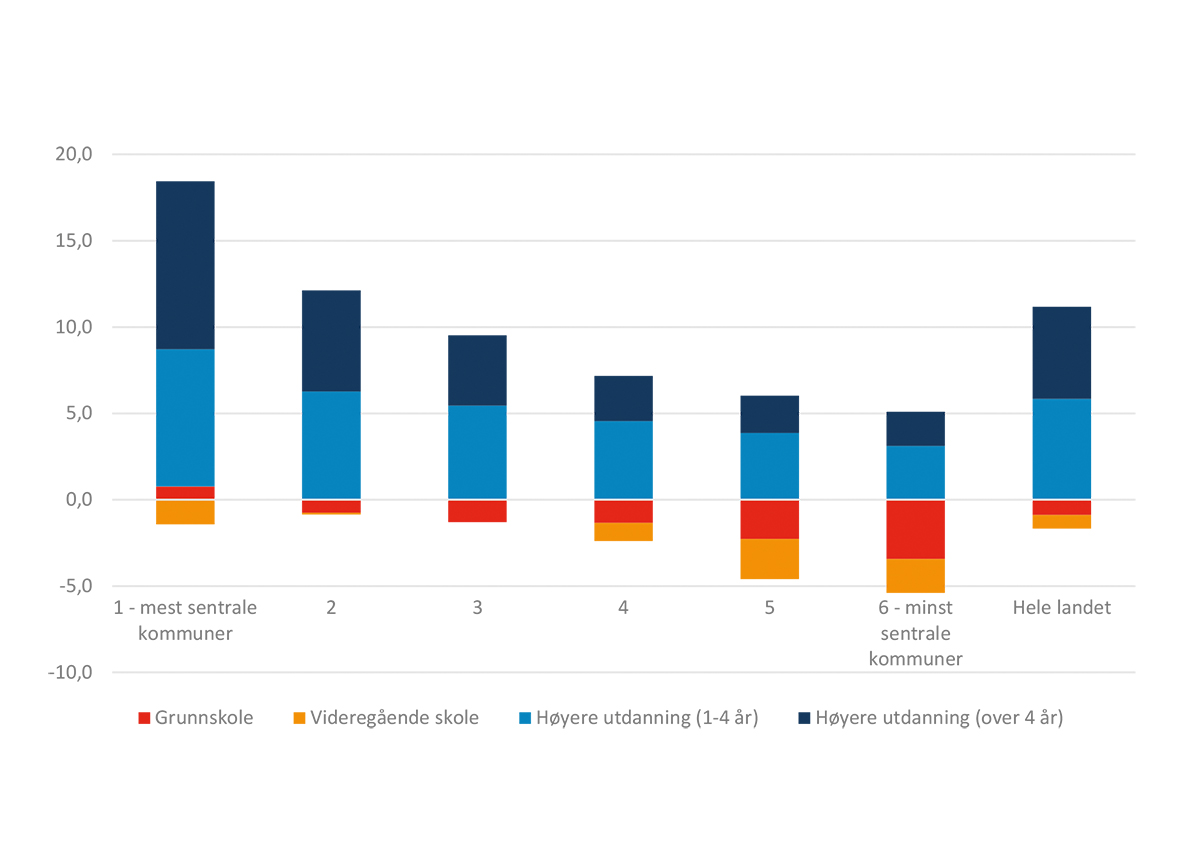 20,0
15,0
10,0
5,0
0,0
-5,0
-10,0
1 - mest sentrale
kommuner
2
3
4
5
6 - minst
sentrale
kommuner
Hele landet
Grunnskole
Videregående skole
Høyere utdanning (1-4 år)
Høyere utdanning (over 4 år)